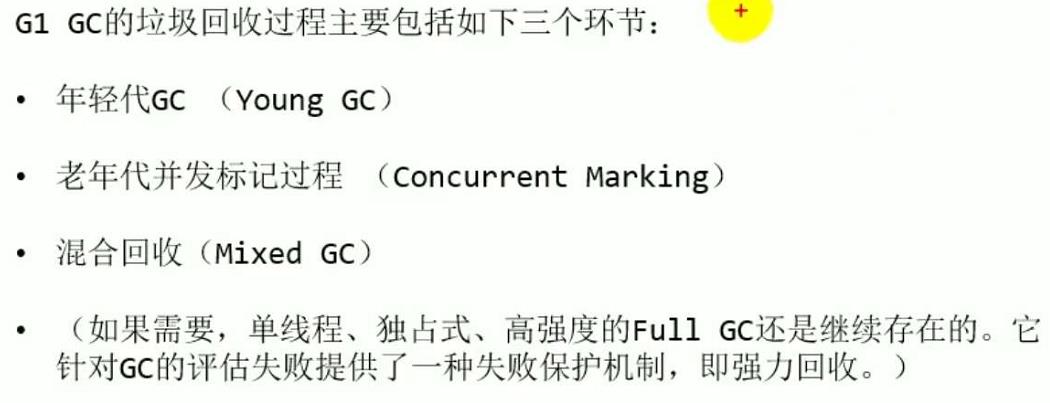 G1 GC的垃圾回收过程主要包括如下三个环节：
• 年轻代GC （Young GC）
• 老年代并发标记过程 （Concurrent Marking）
• 混合回收（Mixed GC）
• （如果需要，单线程、独占式、高强度的Full GC还是继续存在的。它
针对GC的评估失败提供了一种失败保护机制，即强力回收。）